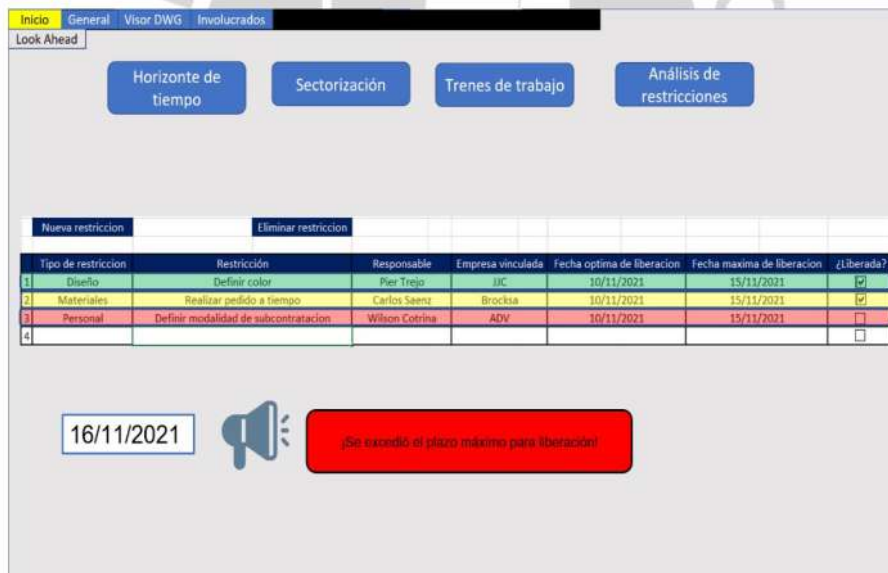 Inicio General Visor DWG Involucrados
Look Ahead
Horizonte de
tiempo
Sectorización
Trenes de trabajo
Análisis de
restricciones
Nueva restriccion Eliminar restriccion
Tipo de restriccion Restricción Responsable Empresa vinculada Fecha optima de liberacion Fecha maxima de liberacion ¿Liberada?
1 Diseño Definir color Pier Trejo JJC 10/11/2021 15/11/2021
2 Materiales Realizar pedido a tiempo Carlos Saenz Brocksa 10/11/2021 15/11/2021
3 Personal Definir modalidad de subcontratacion Wilson Cotrina ADV 10/11/2021 15/11/2021
4
16/11/2021
¡Se excedió el plazo máximo para liberación!